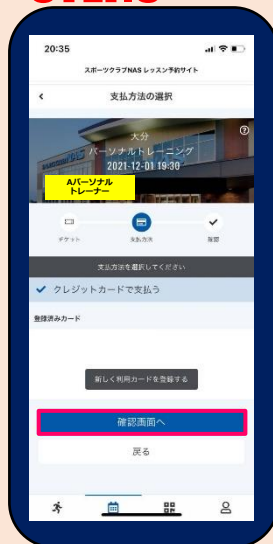 20:35
スポーツクラブNAS レッスン予約サイト
支払方法の選択
大分
パーソナルトレーニング
2021-12-01 19:30
Aパーソナル
トレーナー
チケット
支払方法
確認
支払方法を選択してください
クレジットカードで支払う
登録済みカード
新しく利用カードを登録する
確認画面へ
戻る